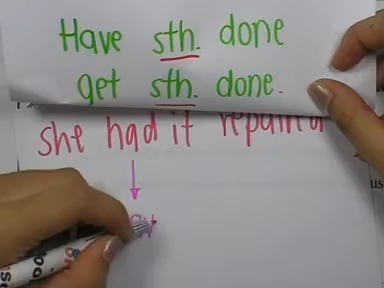 Have sth. done
get sth. done.
she had it repaired